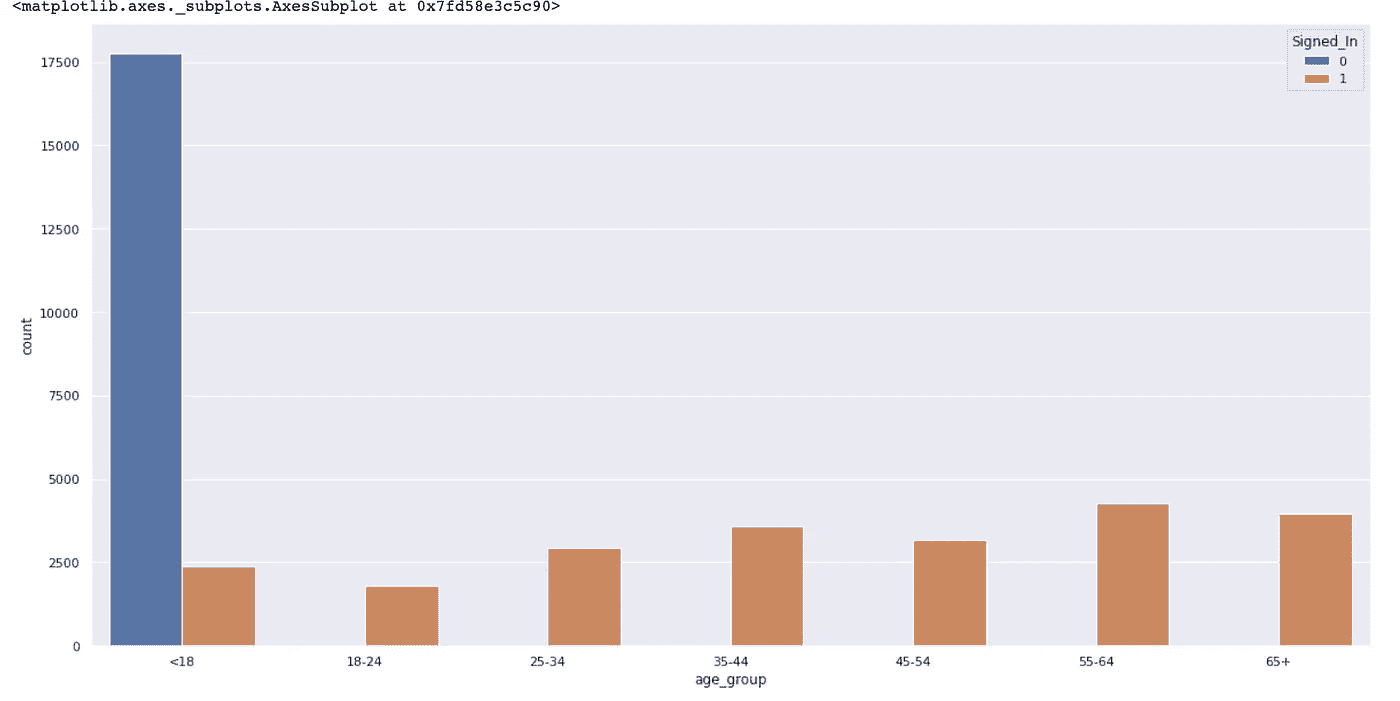 <matplotlib.axes._subplots.AxesSubplot at 0x7fd58e3c5c90>
Signed_In
0
1
17500
15000
12500
10000
7500
5000
2500
0
count
<18 18-24 25-34 35-44 45-54 55-64 65+
age_group